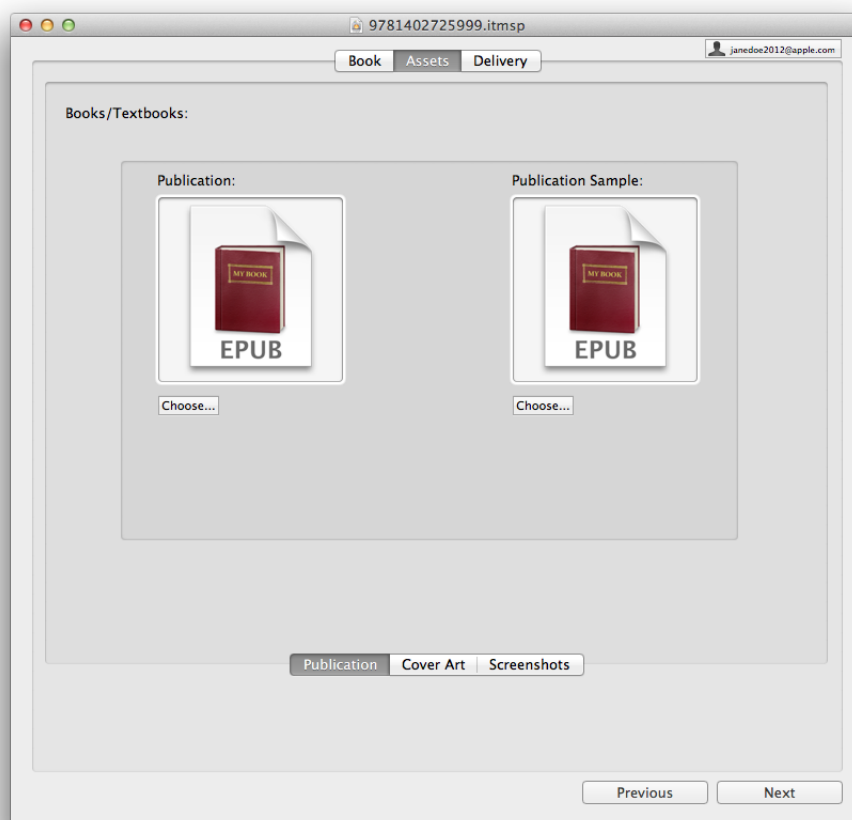 9781402725999.itmsp
janedoe2012@apple.com
Book Assets Delivery
Books/Textbooks:
Publication: Publication Sample:
MY BOOK MY BOOK
EPUB EPUB
Choose... Choose...
Publication Cover Art Screenshots
Previous Next